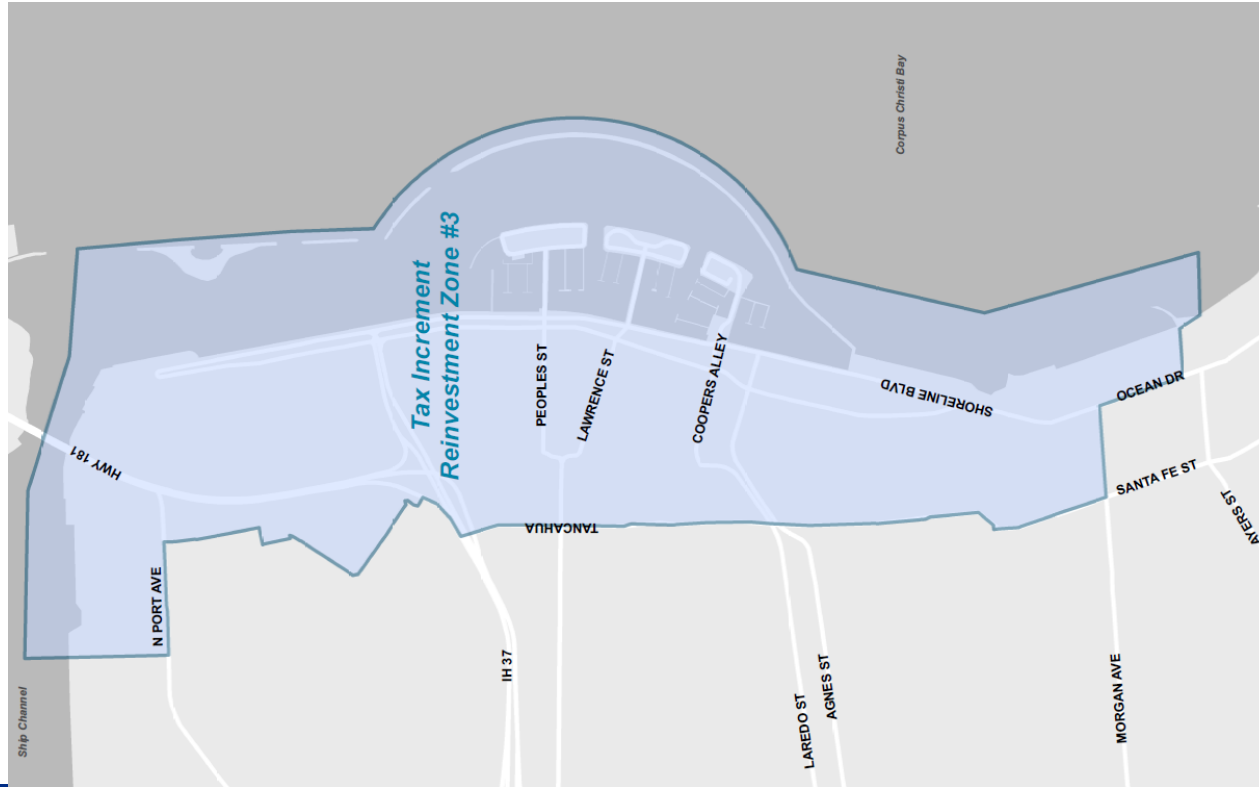 Corpus Christi Bay
Tax Increment
Reinvestment Zone #3
PEOPLES ST
LAWRENCE ST
COOPERS ALLEY
SHORELINE BLVD
OCEAN DR
HWY 181
SANTA FE ST
AYERS ST
TANCAHUA
N PORT AVE
IH 37
LAREDO ST
AGNES ST
MORGAN AVE
Ship Channel